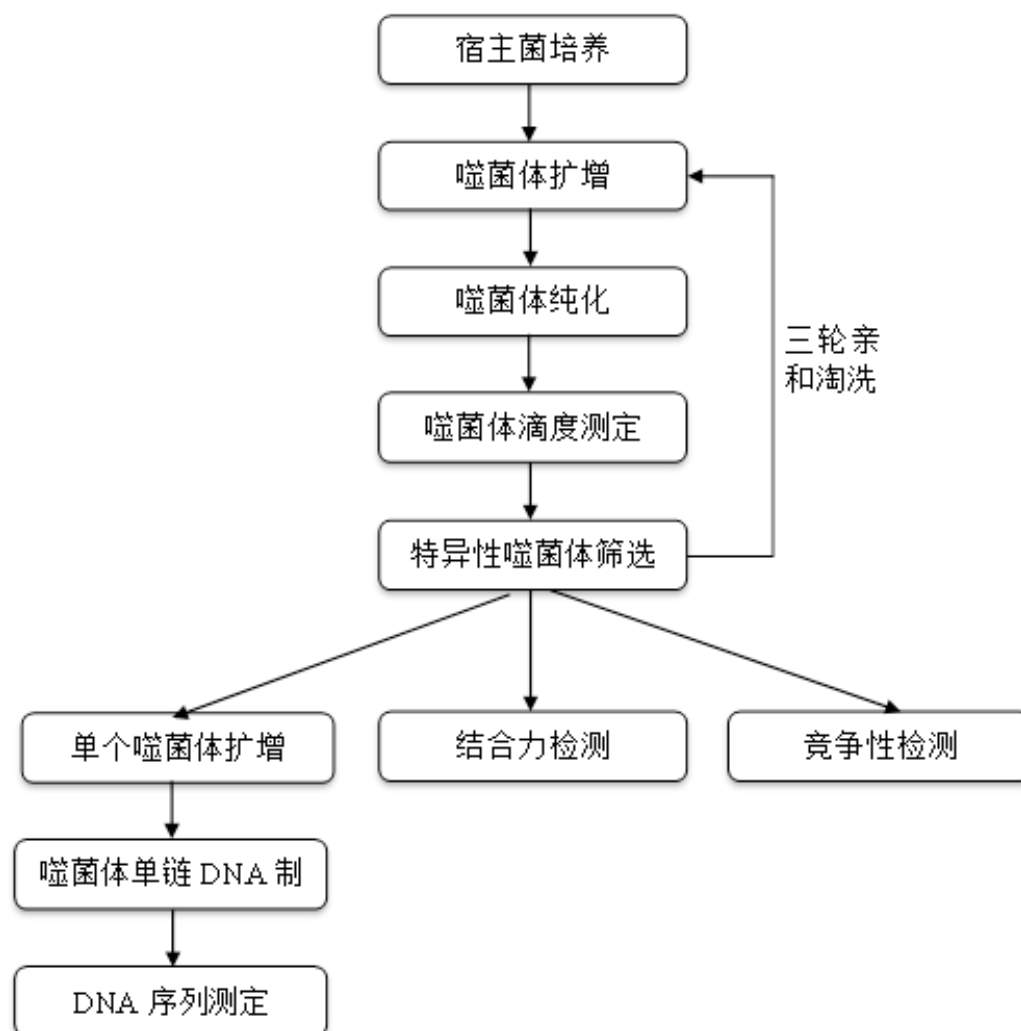 宿主菌培养
噬菌体扩增
噬菌体纯化
三轮亲
和淘洗
噬菌体滴度测定
特异性噬菌体筛选
单个噬菌体扩增
结合力检测
竞争性检测
噬菌体单链 DNA 制
DNA 序列测定